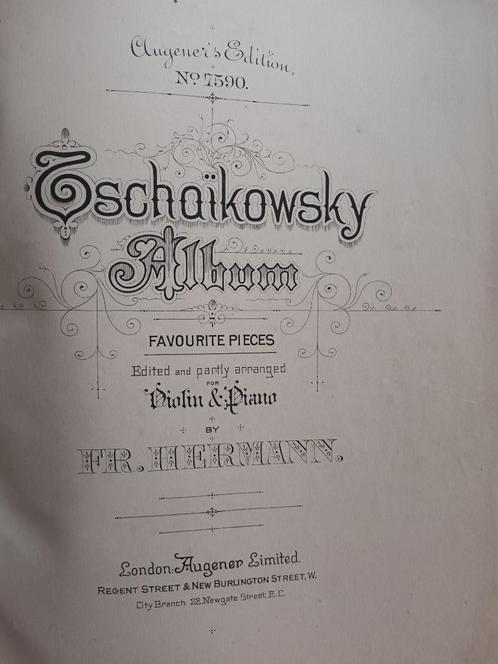 Augener's Edition,
No 7590.
Tschaïkowsky
Album
FAVOURITE PIECES
Edited and partly arranged
FOR
Violin & Piano
BY
FR. HERMANN.
London: Augener Limited.
REGENT STREET & NEW BURLINGTON STREET, W.
City Branch 22, Newgate Street, E.C.